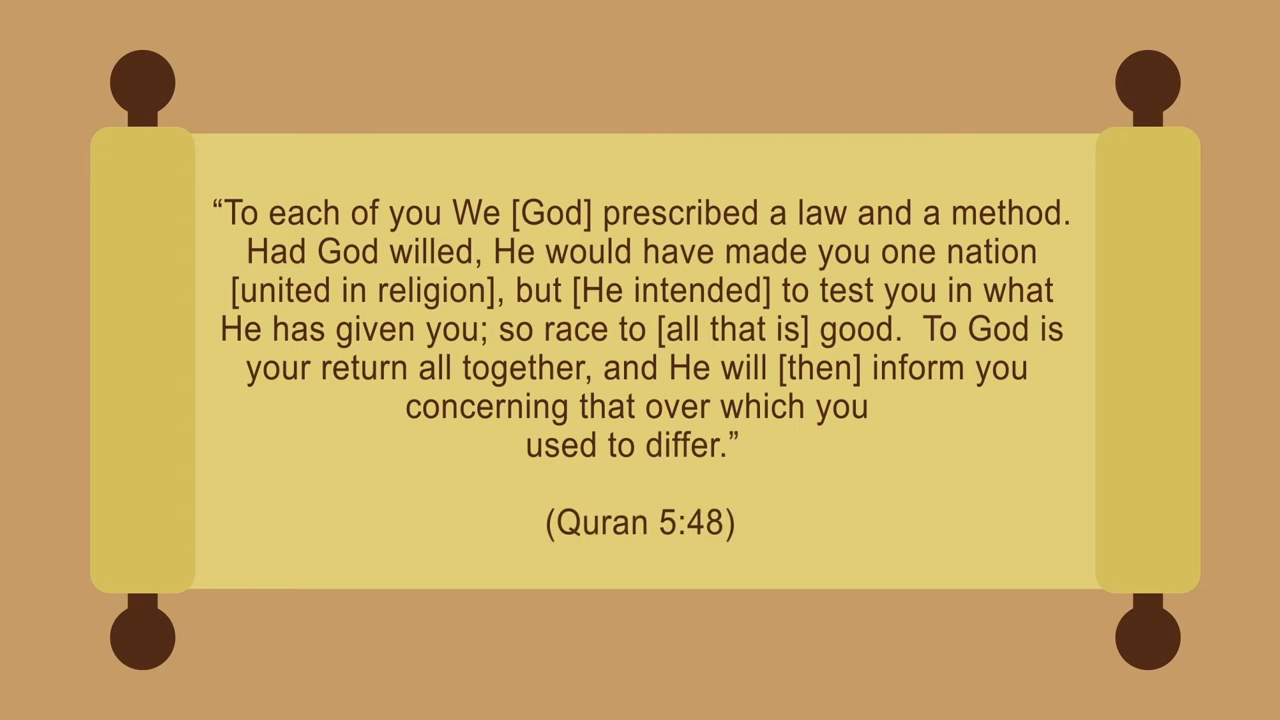 “To each of you We [God] prescribed a law and a method.
Had God willed, He would have made you one nation
[united in religion], but [He intended] to test you in what
He has given you; so race to [all that is] good.  To God is
your return all together, and He will [then] inform you
concerning that over which you
used to differ.”
(Quran 5:48)